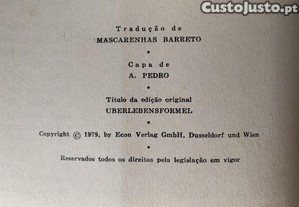 CustoJusto.pt
Tradução de
MASCARENHAS BARRETO
Capa de
A. PEDRO
Título da edição original
UBERLEBENSFORMEL
Copyright © 1979, by Econ Verlag GmbH, Dusseldorf und Wien
Reservados todos os direitos pela legislação em vigor